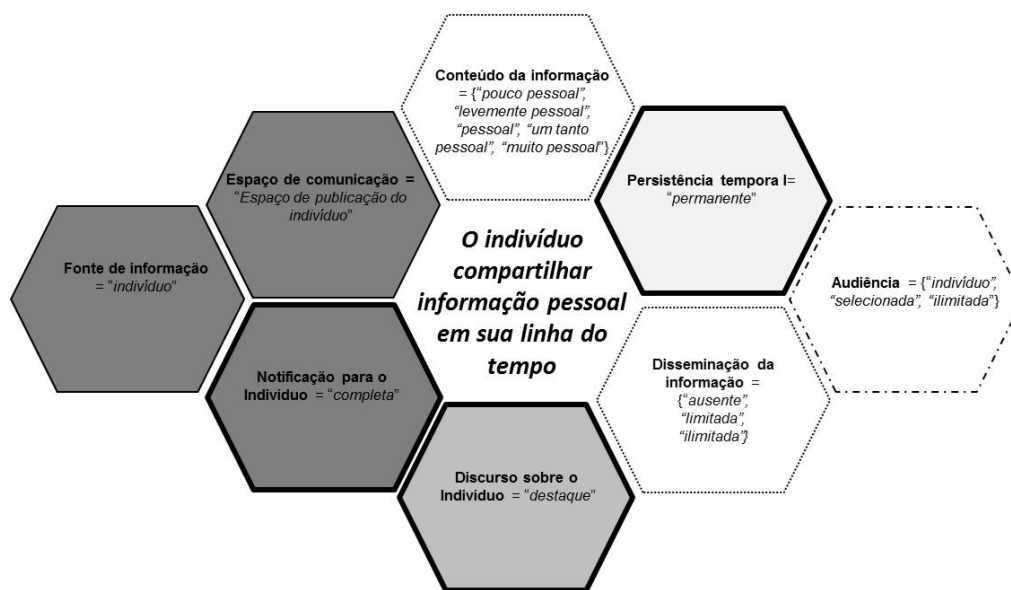 Conteúdo da informação
= {“pouco pessoal”,
“levemente pessoal”,
“pessoal”, “um tanto
pessoal”, “muito pessoal”}
Espaço de comunicação =
“Espaço de publicação do
indivíduo”
Persistência tempora l=
“permanente”
Fonte de informação
= “indivíduo”
O indivíduo
compartilhar
informação pessoal
em sua linha do
tempo
Audiência = {“indivíduo”,
“selecionada”, “ilimitada”}
Notificação para o
Individuo = “completa”
Disseminação da
informação =
{“ausente”,
“limitada”,
“ilimitada”}
Discurso sobre o
Individuo = “destaque”